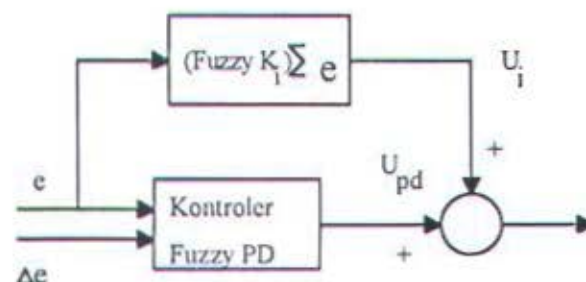 (Fuzzy K_i) ∑ e
U_i
e
U_pd
+
Kontroler
Fuzzy PD
+
Δe